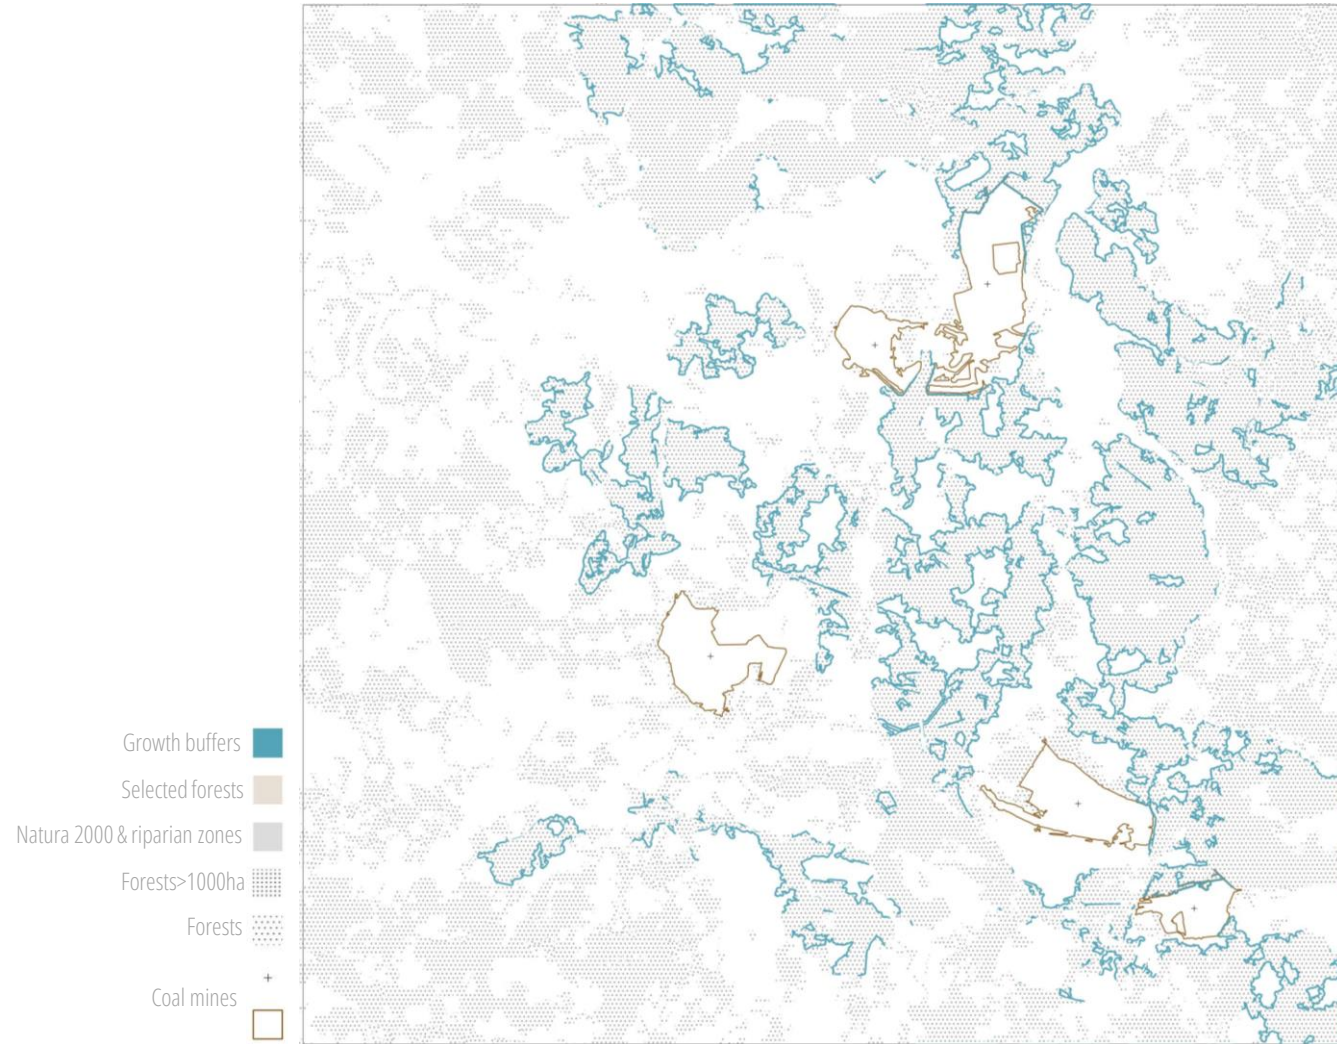 Growth buffers
Selected forests
Natura 2000 & riparian zones
Forests>1000ha
Forests
Coal mines